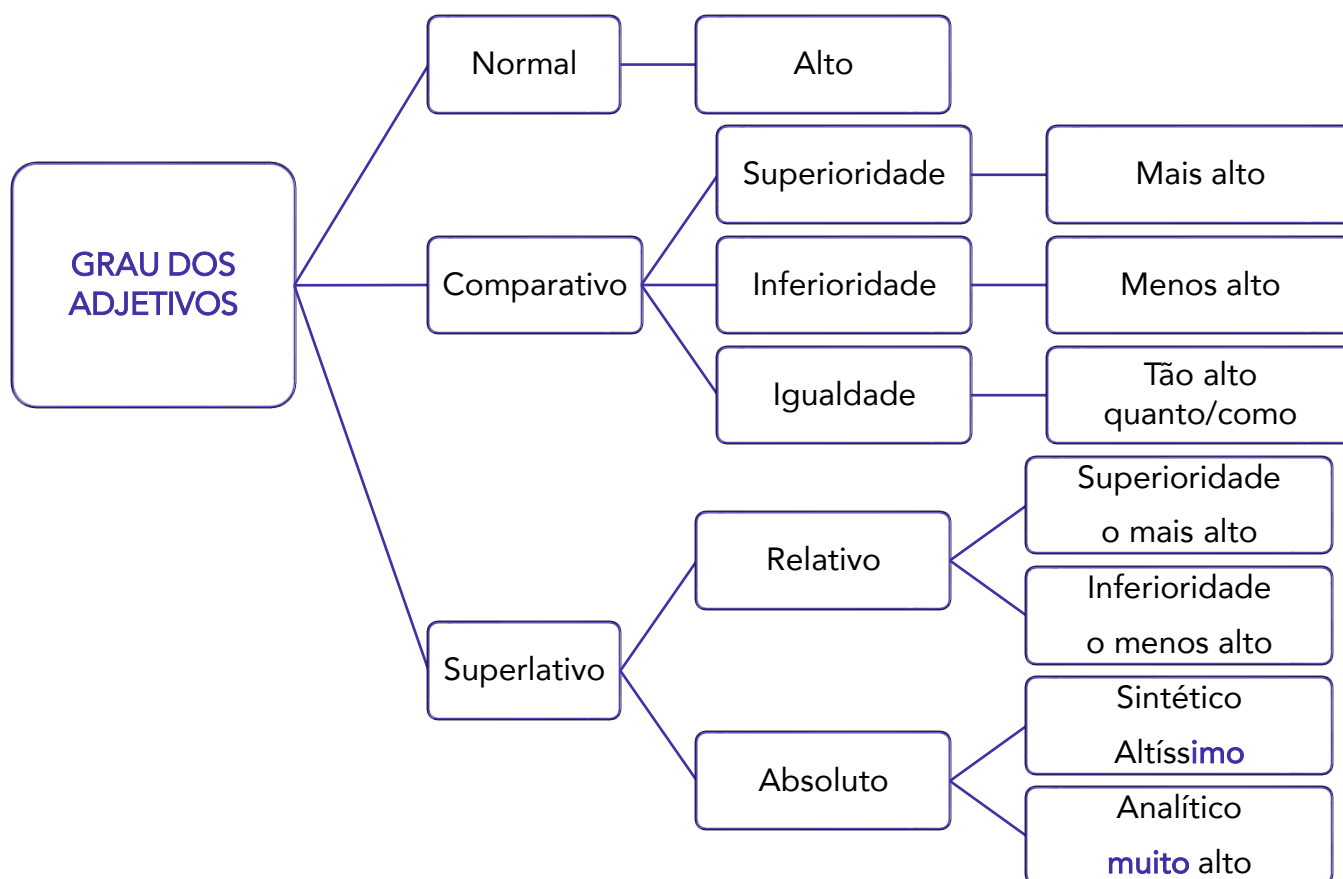 GRAU DOS
ADJETIVOS
Normal
Alto
Comparativo
Superioridade
Mais alto
Inferioridade
Menos alto
Igualdade
Tão alto
quanto/como
Superlativo
Relativo
Superioridade
o mais alto
Inferioridade
o menos alto
Absoluto
Sintético
Altíssimo
Analítico
muito alto